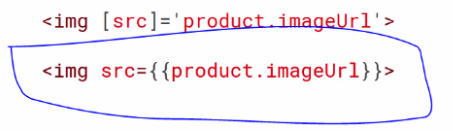 <img [src]='product.imageUrl'>
<img src={{product.imageUrl}}>